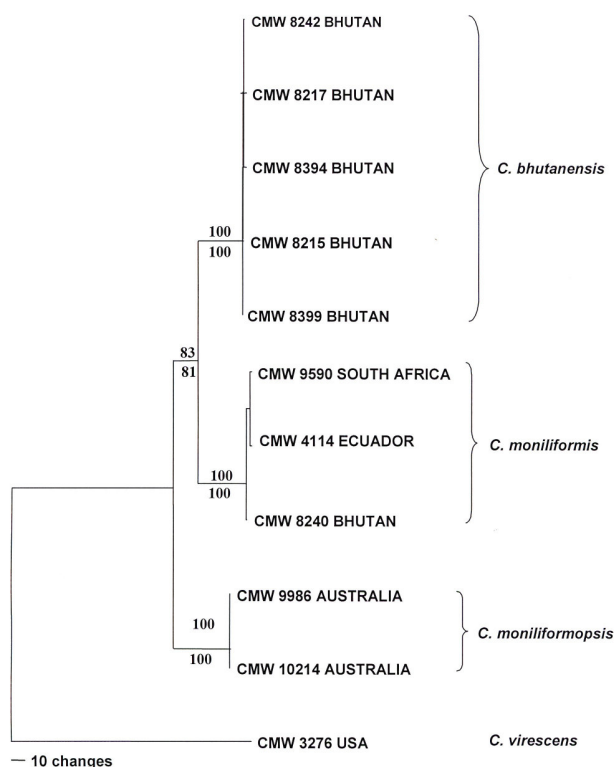 CMW 8242 BHUTAN
CMW 8217 BHUTAN
CMW 8394 BHUTAN
C. bhutanensis
100
100
CMW 8215 BHUTAN
CMW 8399 BHUTAN
83
81
CMW 9590 SOUTH AFRICA
CMW 4114 ECUADOR
C. moniliformis
100
100
CMW 8240 BHUTAN
CMW 9986 AUSTRALIA
100
C. moniliformopsis
100
CMW 10214 AUSTRALIA
CMW 3276 USA
C. virescens
10 changes